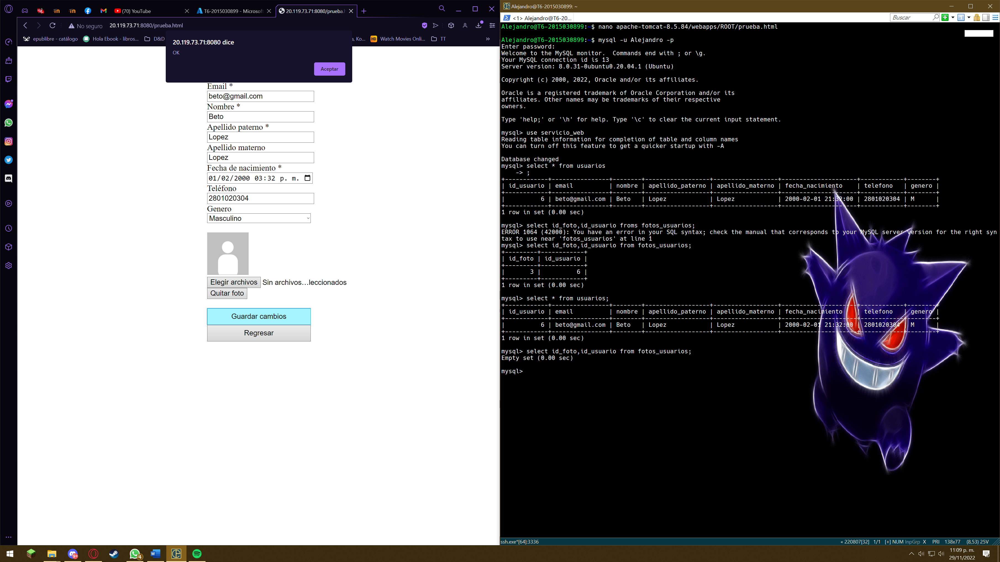 (70) YouTube
T6-2015030899 - Microsoft
20.119.73.71:8080/prueba.h
No seguro
20.119.73.71:8080/prueba.html
epublibre - catálogo
Hola Ebook - libros...
D&D
a, Ko...
HD
Watch Movies Onli...
TT
»
20.119.73.71:8080 dice
OK
Aceptar
Email *
beto@gmail.com
Nombre *
Beto
Apellido paterno *
Lopez
Apellido materno
Lopez
Fecha de nacimiento *
01/02/2000 03:32 p. m.
Teléfono
2801020304
Genero
Masculino
Elegir archivos Sin archivos…leccionados
Quitar foto
Guardar cambios
Regresar
Alejandro@T6-2015030899: ~
<1> Alejandro@T6-20...
Buscar
Alejandro@T6-2015030899:~$ nano apache-tomcat-8.5.84/webapps/ROOT/prueba.html
Alejandro@T6-2015030899:~$ mysql -u Alejandro -p
Enter password:
Welcome to the MySQL monitor.  Commands end with ; or \g.
Your MySQL connection id is 13
Server version: 8.0.31-0ubuntu0.20.04.1 (Ubuntu)
Copyright (c) 2000, 2022, Oracle and/or its affiliates.
Oracle is a registered trademark of Oracle Corporation and/or its
affiliates. Other names may be trademarks of their respective
owners.
Type 'help;' or '\h' for help. Type '\c' to clear the current input statement.
mysql> use servicio_web
Reading table information for completion of table and column names
You can turn off this feature to get a quicker startup with -A
Database changed
mysql> select * from usuarios
    -> ;
+------------+----------------+--------+------------------+------------------+---------------------+------------+--------+
| id_usuario | email          | nombre | apellido_paterno | apellido_materno | fecha_nacimiento    | telefono   | genero |
+------------+----------------+--------+------------------+------------------+---------------------+------------+--------+
|          6 | beto@gmail.com | Beto   | Lopez            | Lopez            | 2000-02-01 21:32:00 | 2801020304 | M      |
+------------+----------------+--------+------------------+------------------+---------------------+------------+--------+
1 row in set (0.00 sec)
mysql> select id_foto,id_usuario froms fotos_usuarios;
ERROR 1064 (42000): You have an error in your SQL syntax; check the manual that corresponds to your MySQL server version for the right syn
tax to use near 'fotos_usuarios' at line 1
mysql> select id_foto,id_usuario from fotos_usuarios;
+---------+------------+
| id_foto | id_usuario |
+---------+------------+
|       3 |          6 |
+---------+------------+
1 row in set (0.00 sec)
mysql> select * from usuarios;
+------------+----------------+--------+------------------+------------------+---------------------+------------+--------+
| id_usuario | email          | nombre | apellido_paterno | apellido_materno | fecha_nacimiento    | telefono   | genero |
+------------+----------------+--------+------------------+------------------+---------------------+------------+--------+
|          6 | beto@gmail.com | Beto   | Lopez            | Lopez            | 2000-02-01 21:32:00 | 2801020304 | M      |
+------------+----------------+--------+------------------+------------------+---------------------+------------+--------+
1 row in set (0.00 sec)
mysql> select id_foto,id_usuario from fotos_usuarios;
Empty set (0.00 sec)
mysql>
ssh.exe*[64]:3336
« 220807[32] 1/1 [+] NUM InpGrp X PRI 138x77 (8,53) 25V
9+
4
11:09 p. m.
29/11/2022